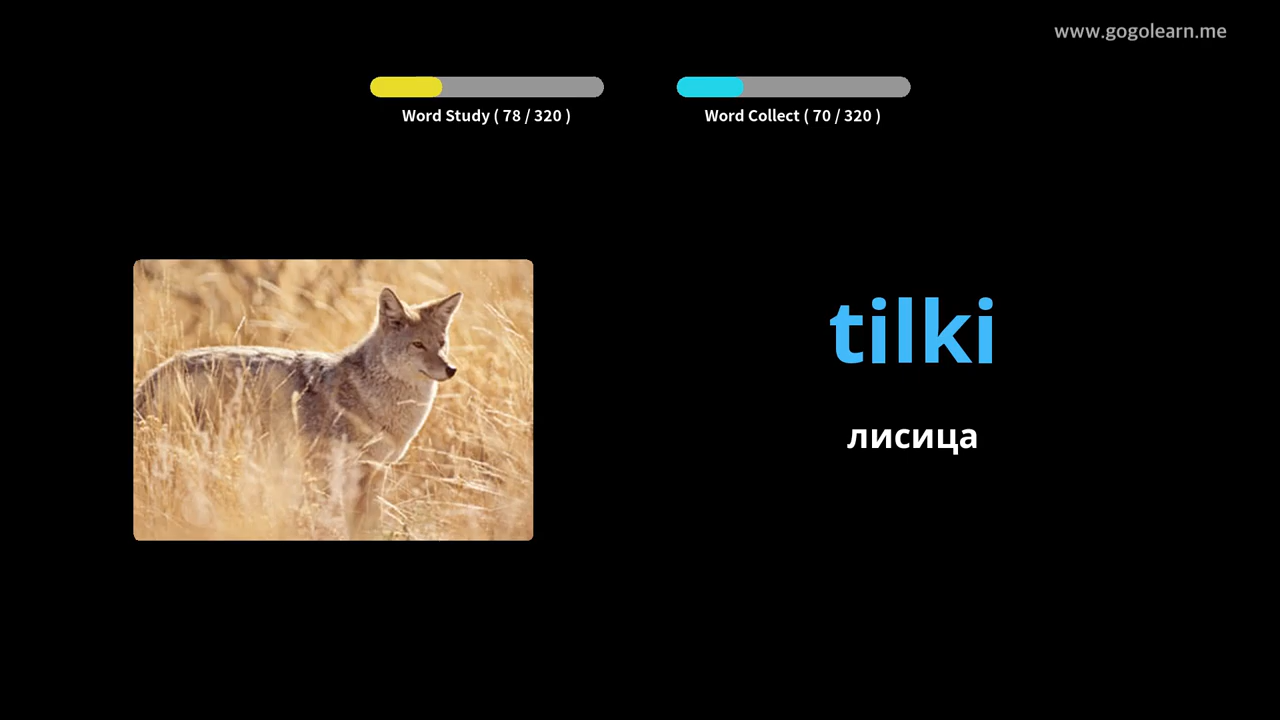 www.gogolearn.me
Word Study ( 78 / 320 )
Word Collect ( 70 / 320 )
tilki
лисица